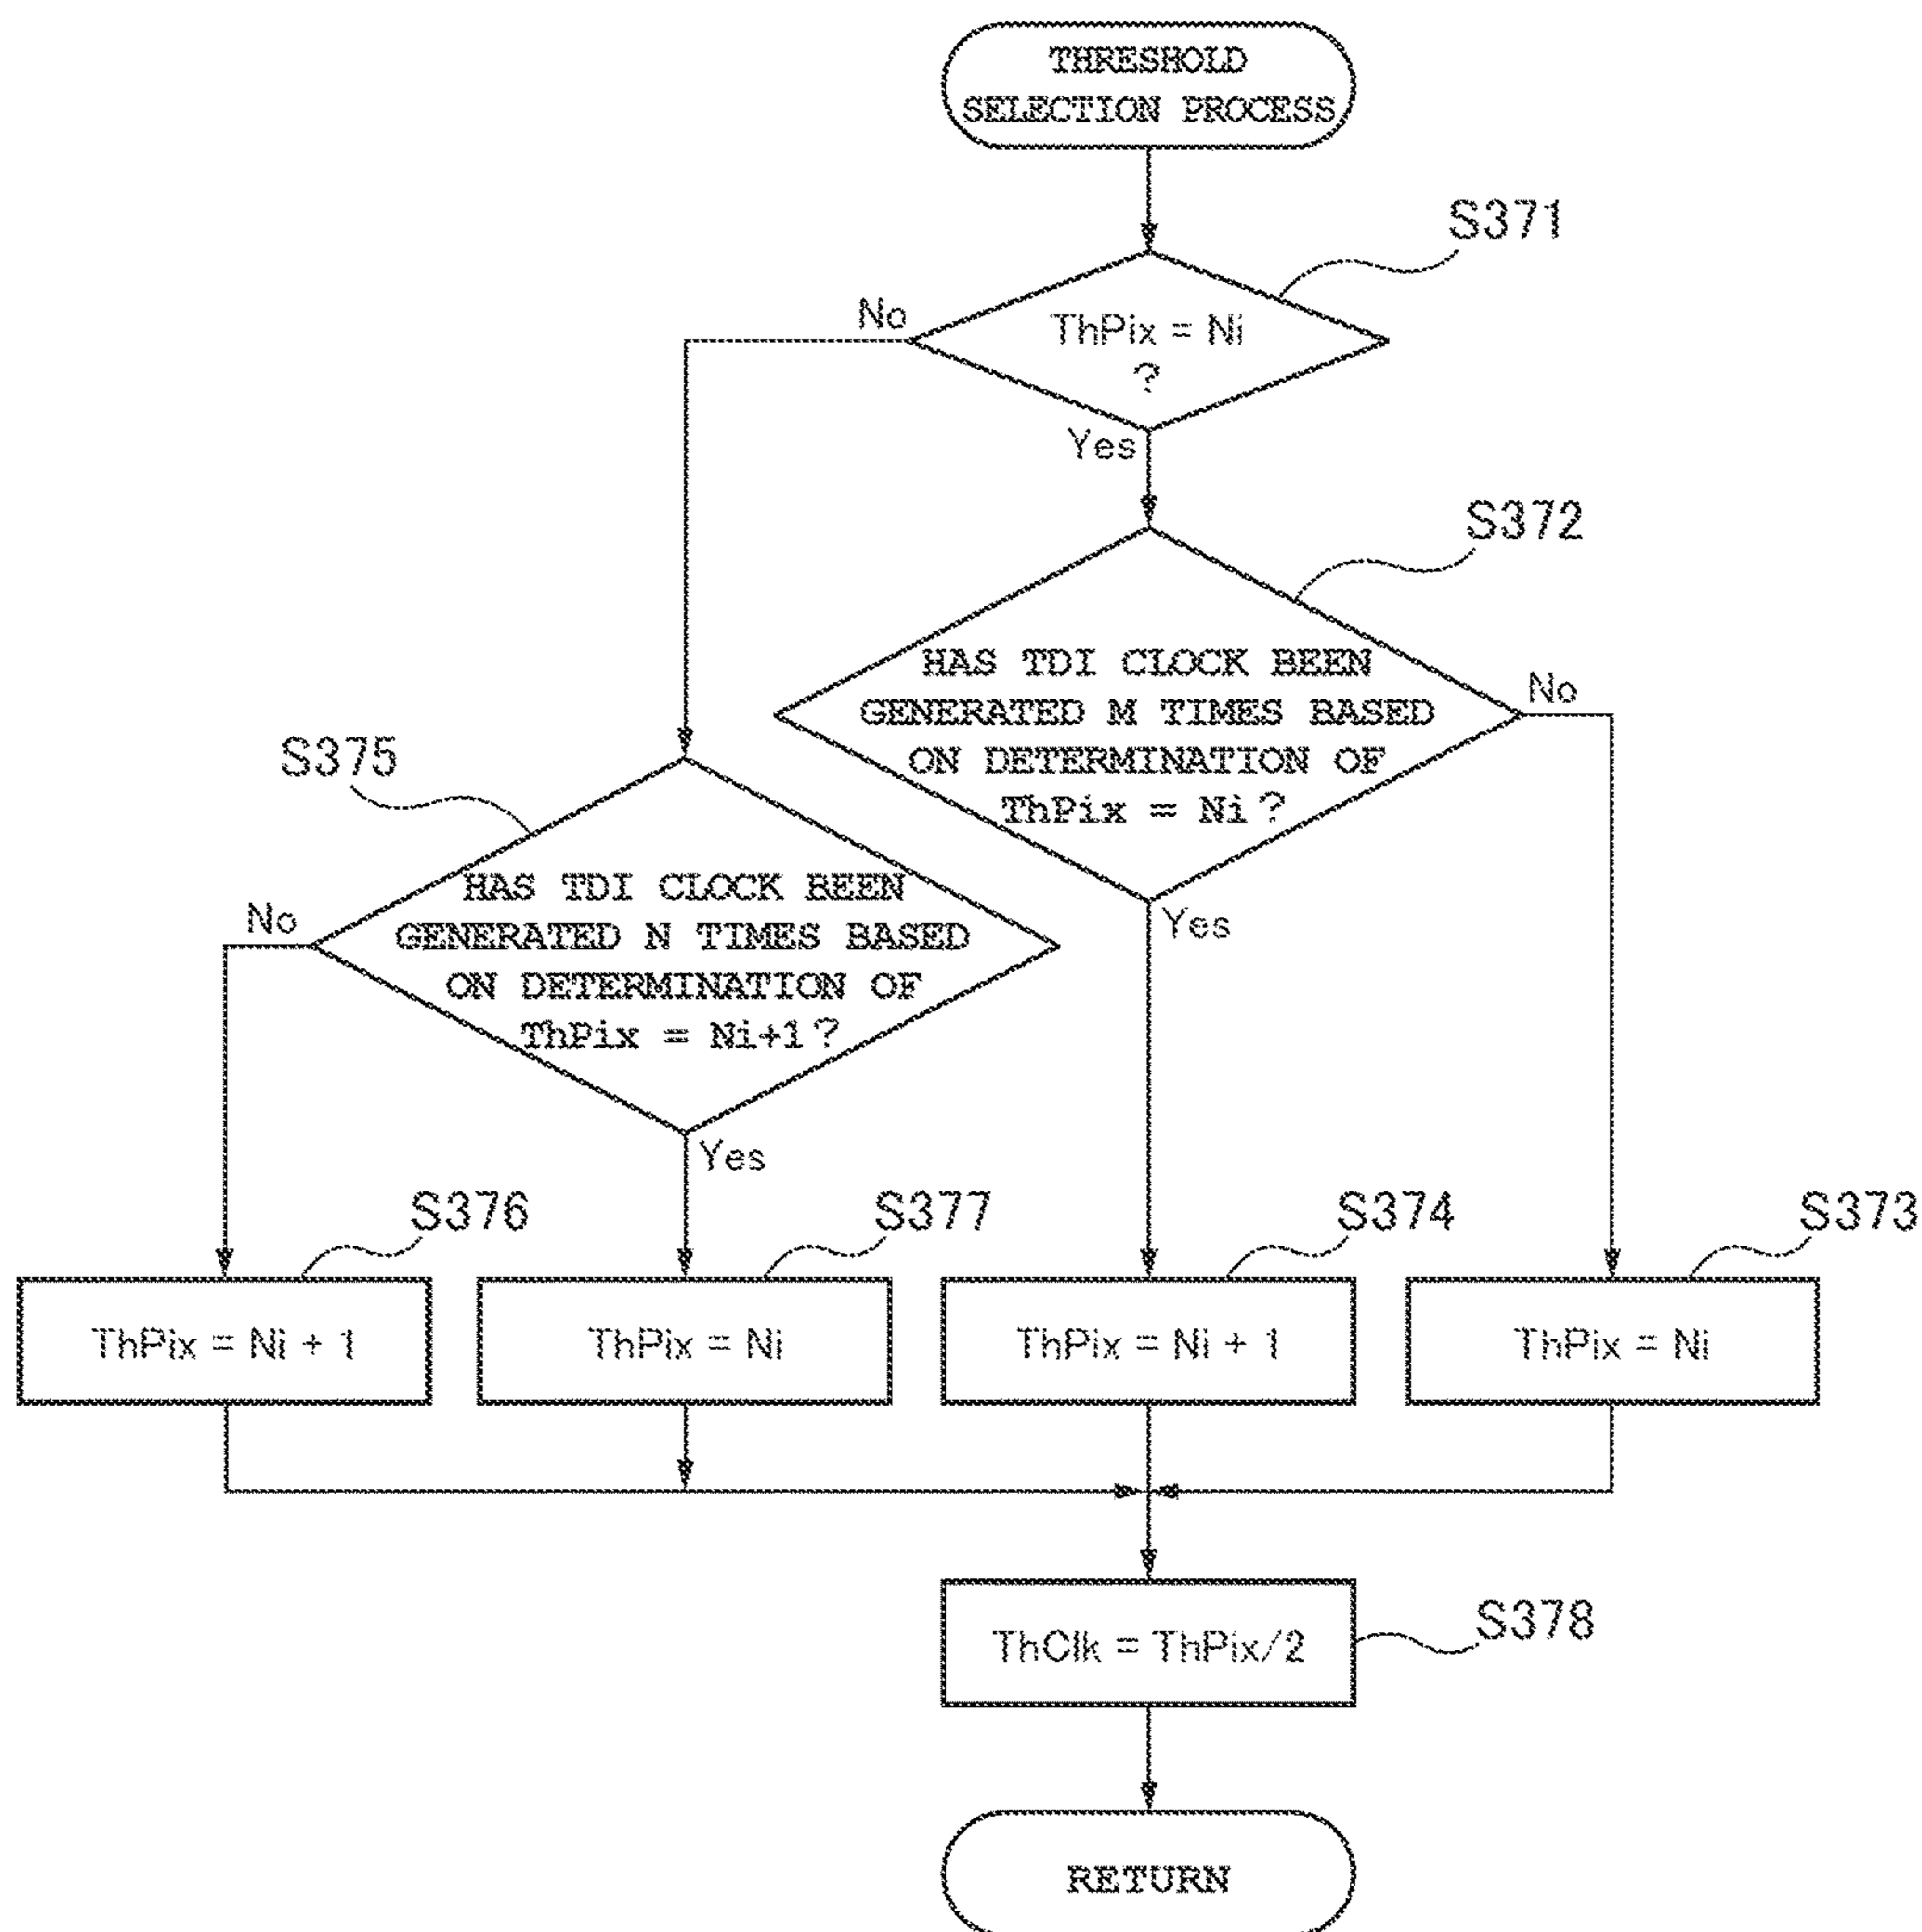 THRESHOLD
SELECTION PROCESS
S371
No
ThPix = Ni
?
Yes
S372
HAS TDI CLOCK BEEN
GENERATED M TIMES BASED
ON DETERMINATION OF
ThPix = Ni?
No
Yes
S375
HAS TDI CLOCK BEEN
GENERATED N TIMES BASED
ON DETERMINATION OF
ThPix = Ni+1?
No
Yes
S376
S377
S374
S373
ThPix = Ni + 1
ThPix = Ni
ThPix = Ni + 1
ThPix = Ni
ThClk = ThPix/2
S378
RETURN